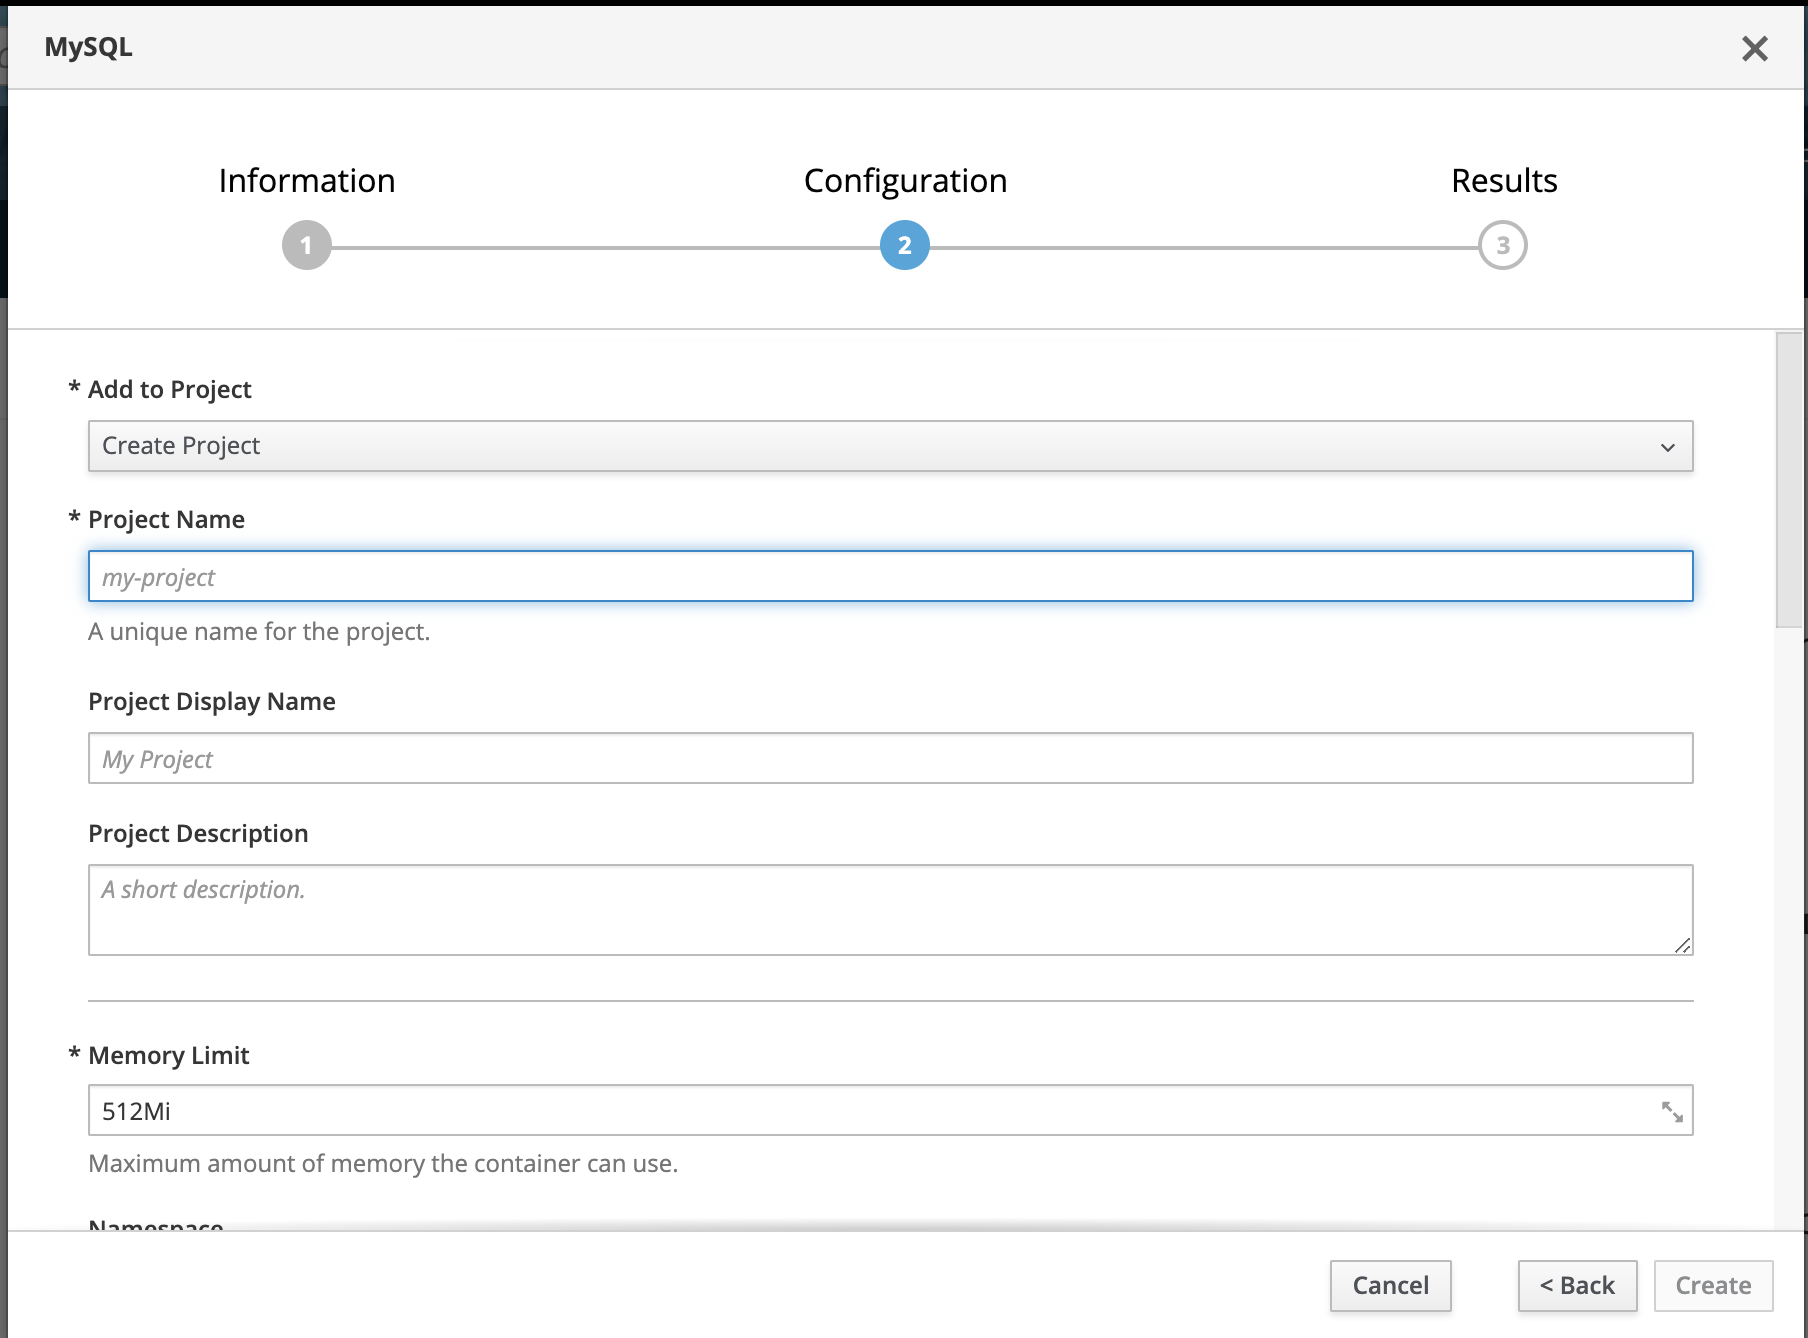 MySQL
Information
Configuration
Results
1
2
3
* Add to Project
Create Project
* Project Name
my-project
A unique name for the project.
Project Display Name
My Project
Project Description
A short description.
* Memory Limit
512Mi
Maximum amount of memory the container can use.
Namespace
Cancel
< Back
Create